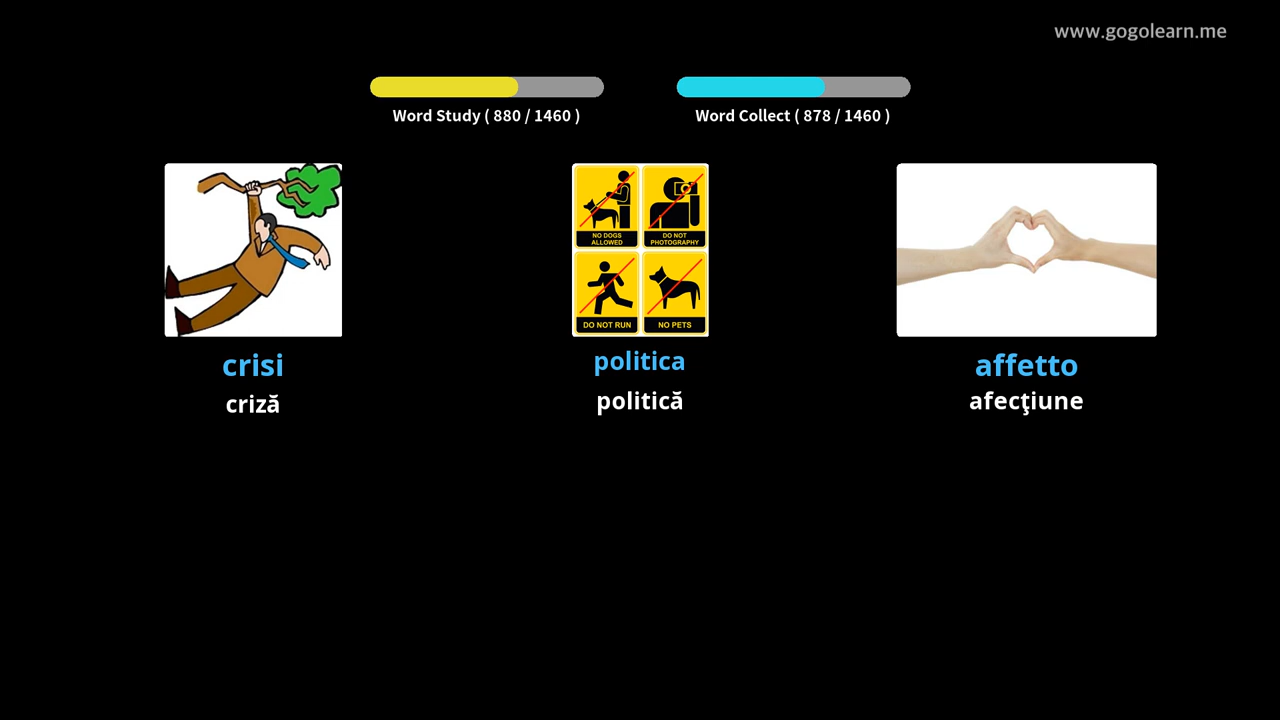 www.gogolearn.me
Word Study ( 880 / 1460 )
Word Collect ( 878 / 1460 )
NO DOGS
ALLOWED
DO NOT
PHOTOGRAPHY
DO NOT RUN
NO PETS
crisi
politica
affetto
criză
politică
afecţiune